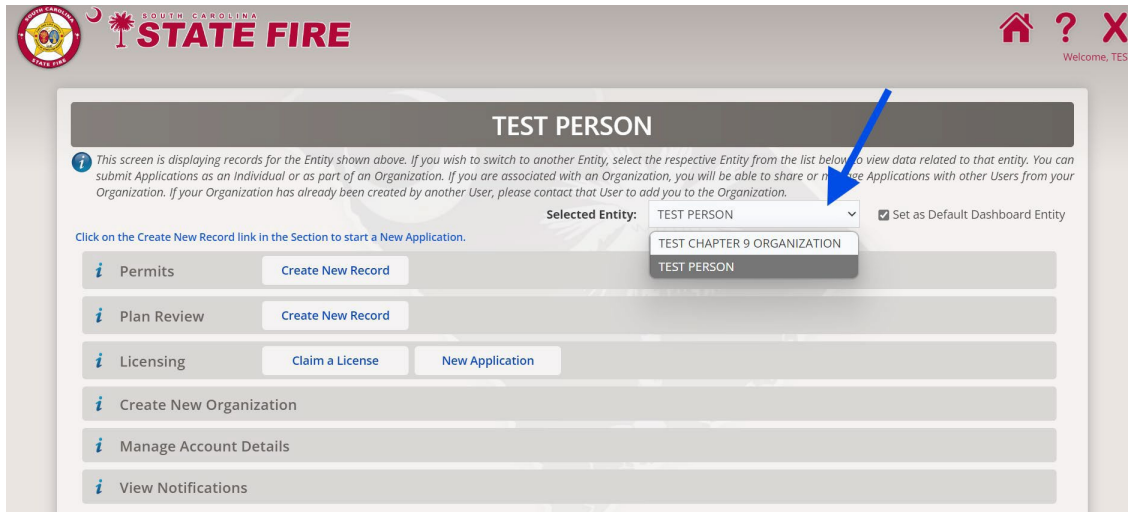 SOUTH CAROLINA
STATE FIRE
SOUTH CAROLINA
STATE FIRE
?
X
Welcome, TES
TEST PERSON
This screen is displaying records for the Entity shown above. If you wish to switch to another Entity, select the respective Entity from the list below to view data related to that entity. You can
submit Applications as an Individual or as part of an Organization. If you are associated with an Organization, you will be able to share or manage Applications with other Users from your
Organization. If your Organization has already been created by another User, please contact that User to add you to the Organization.
Selected Entity: TEST PERSON Set as Default Dashboard Entity
TEST CHAPTER 9 ORGANIZATION
TEST PERSON
Click on the Create New Record link in the Section to start a New Application.
i Permits Create New Record
i Plan Review Create New Record
i Licensing Claim a License New Application
i Create New Organization
i Manage Account Details
i View Notifications